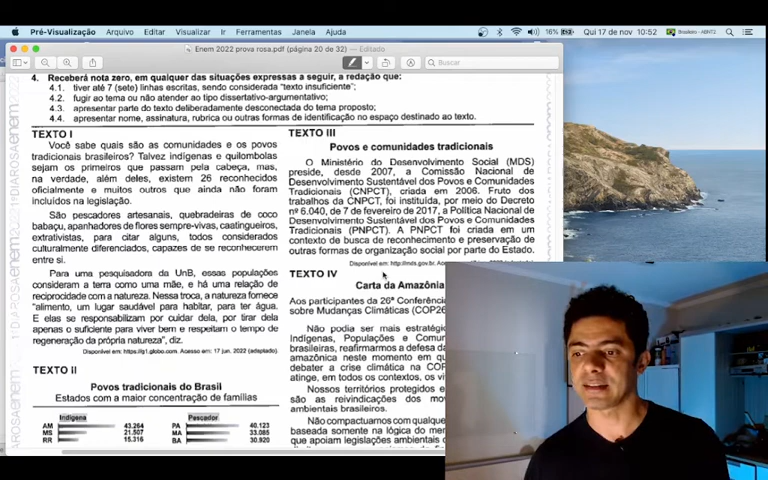 Pré-Visualização Arquivo Editar Visualizar Ir Ferramentas Janela Ajuda 16% Qui 17 de nov 10:52 Brasileiro - ABNT2
Enem 2022 prova rosa.pdf (página 20 de 32) — Editado
Buscar
4. Receberá nota zero, em qualquer das situações expressas a seguir, a redação que:
4.1. tiver até 7 (sete) linhas escritas, sendo considerada "texto insuficiente";
4.2. fugir ao tema ou não atender ao tipo dissertativo-argumentativo;
4.3. apresentar parte do texto deliberadamente desconectada do tema proposto;
4.4. apresentar nome, assinatura, rubrica ou outras formas de identificação no espaço destinado ao texto.
TEXTO I
Você sabe quais são as comunidades e os povos
tradicionais brasileiros? Talvez indígenas e quilombolas
sejam os primeiros que passam pela cabeça, mas,
na verdade, além deles, existem 26 reconhecidos
oficialmente e muitos outros que ainda não foram
incluídos na legislação.
São pescadores artesanais, quebradeiras de coco
babaçu, apanhadores de flores sempre-vivas, caatingueiros,
extrativistas, para citar alguns, todos considerados
culturalmente diferenciados, capazes de se reconhecerem
entre si.
Para uma pesquisadora da UnB, essas populações
consideram a terra como uma mãe, e há uma relação de
reciprocidade com a natureza. Nessa troca, a natureza fornece
"alimento, um lugar saudável para habitar, para ter água.
E elas se responsabilizam por cuidar dela, por tirar dela
apenas o suficiente para viver bem e respeitam o tempo de
regeneração da própria natureza", diz.
Disponível em: https://g1.globo.com. Acesso em: 17 jun. 2022 (adaptado).
TEXTO II
Povos tradicionais do Brasil
Estados com a maior concentração de famílias
Indígena
AM 43.264
MS 21.507
RR 15.316
Pescador
PA 40.123
MA 33.085
BA 30.920
TEXTO III
Povos e comunidades tradicionais
O Ministério do Desenvolvimento Social (MDS)
preside, desde 2007, a Comissão Nacional de
Desenvolvimento Sustentável dos Povos e Comunidades
Tradicionais (CNPCT), criada em 2006. Fruto dos
trabalhos da CNPCT, foi instituída, por meio do Decreto
nº 6.040, de 7 de fevereiro de 2017, a Política Nacional de
Desenvolvimento Sustentável dos Povos e Comunidades
Tradicionais (PNPCT). A PNPCT foi criada em um
contexto de busca de reconhecimento e preservação de
outras formas de organização social por parte do Estado.
Disponível em: http://mds.gov.br.
TEXTO IV
Carta da Amazônia
Aos participantes da 26ª Conferência
sobre Mudanças Climáticas (COP26
Não podia ser mais estratégic
Indígenas, Populações e Comun
brasileiras, reafirmarmos a defesa da
amazônica neste momento em qu
debater a crise climática na COP
atinge, em todos os contextos, os vi
Nossos territórios protegidos e
são as reivindicações dos mov
ambientais brasileiros.
Não compactuamos com qualque
baseada somente na lógica do mer
que apoiam legislações ambientais